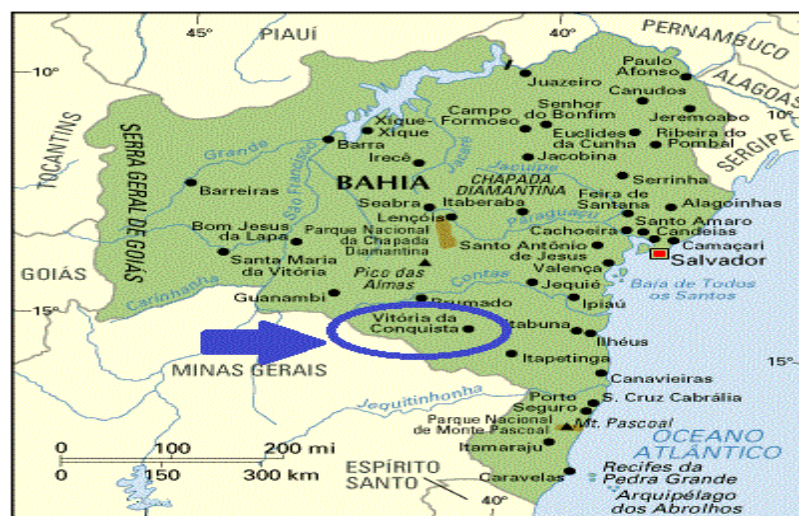 45°
40°
PIAUÍ
PERNAMBUCO
10°
Paulo
Afonso
ALAGOAS
Juazeiro
Canudos
Campo
Formoso
Senhor
do Bonfim
Jeremoabo
10°
Xique-
Xique
Euclides
da Cunha
Ribeira do
Pombal
SERGIPE
TOCANTINS
SERRA GERAL DE GOIÁS
Grande
Barra
Irecê
Jacaré
Jacobina
Jacuípe
São Francisco
BAHIA
CHAPADA
DIAMANTINA
Serrinha
Barreiras
Seabra
Itaberaba
Feira de
Santana
Alagoinhas
Lençóis
Paraguaçu
Santo Amaro
Bom Jesus
da Lapa
Parque Nacional
da Chapada
Diamantina
Cachoeira
Candeias
Santo Antônio
de Jesus
Camaçari
Salvador
GOIÁS
Santa Maria
da Vitória
Pico das
Almas
Valença
Contas
Jequié
Baía de Todos
os Santos
Carinhanha
Guanambi
Brumado
Ipiaú
15°
Vitória da
Conquista
Itabuna
Ilhéus
MINAS GERAIS
Itapetinga
15°
Canavieiras
Jequitinhonha
Porto
Seguro
S. Cruz Cabrália
Parque Nacional
de Monte Pascoal
Mt. Pascoal
OCEANO
ATLÂNTICO
Itamaraju
0 100 200 mi
0 150 300 km
ESPÍRITO
SANTO
Caravelas
Recifes da
Pedra Grande
40°
Arquipélago
dos Abrolhos